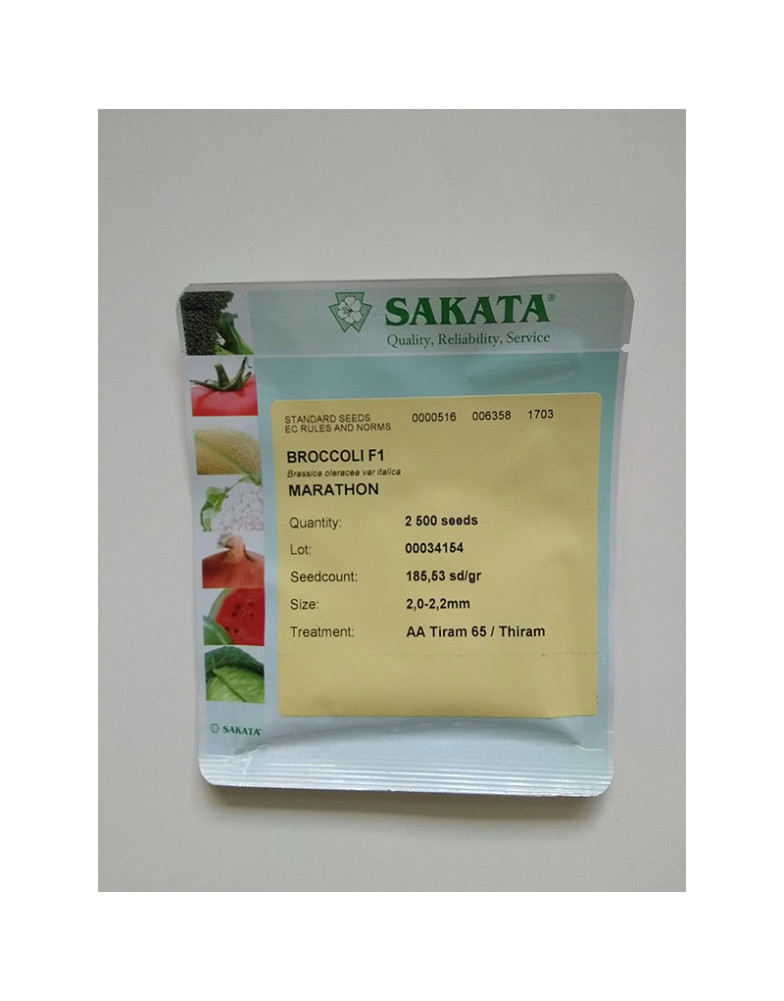 SAKATA®
Quality, Reliability, Service
STANDARD SEEDS 0000516 006358 1703
EC RULES AND NORMS
BROCCOLI F1
Brassica oleracea var italica
MARATHON
Quantity: 2 500 seeds
Lot: 00034154
Seedcount: 185,53 sd/gr
Size: 2,0-2,2mm
Treatment: AA Tiram 65 / Thiram
SAKATA